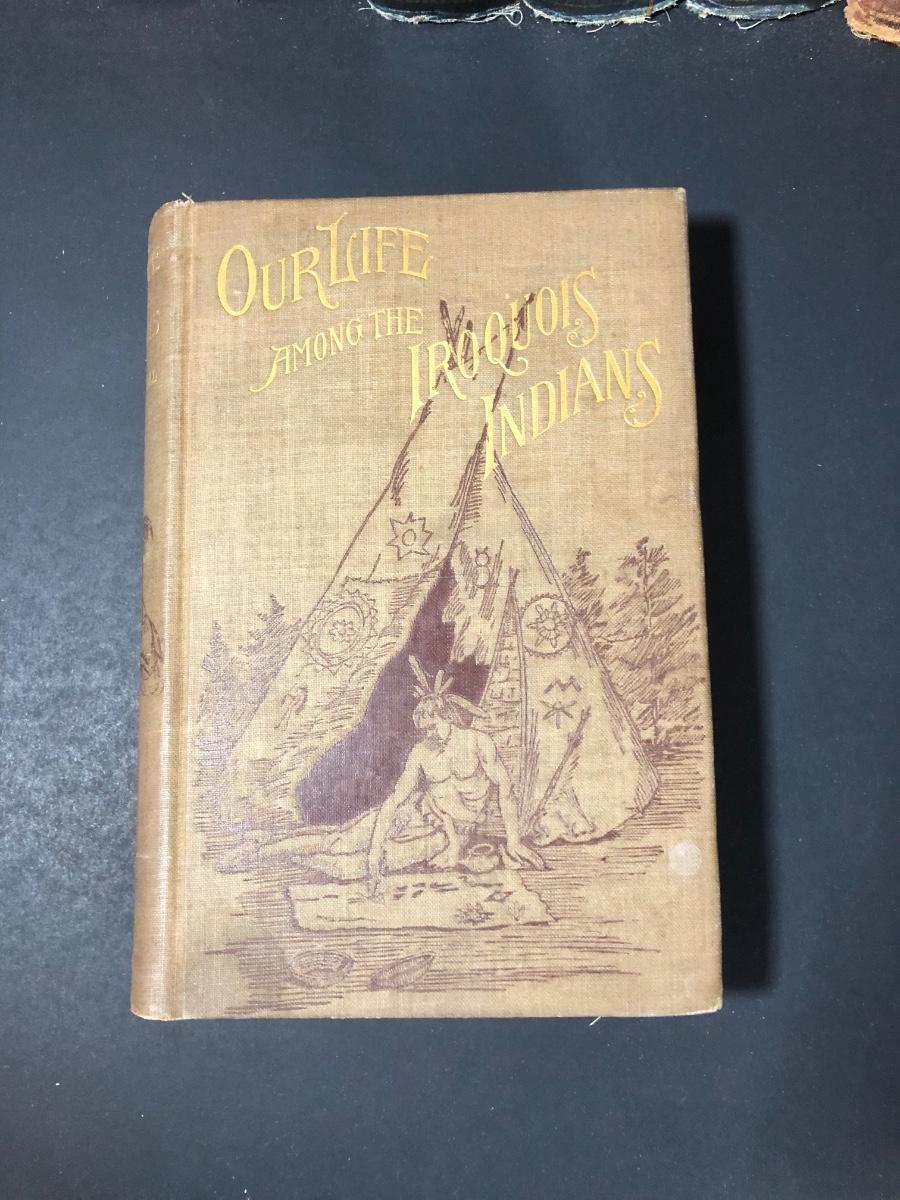 OUR LIFE
AMONG THE
IROQUOIS
INDIANS